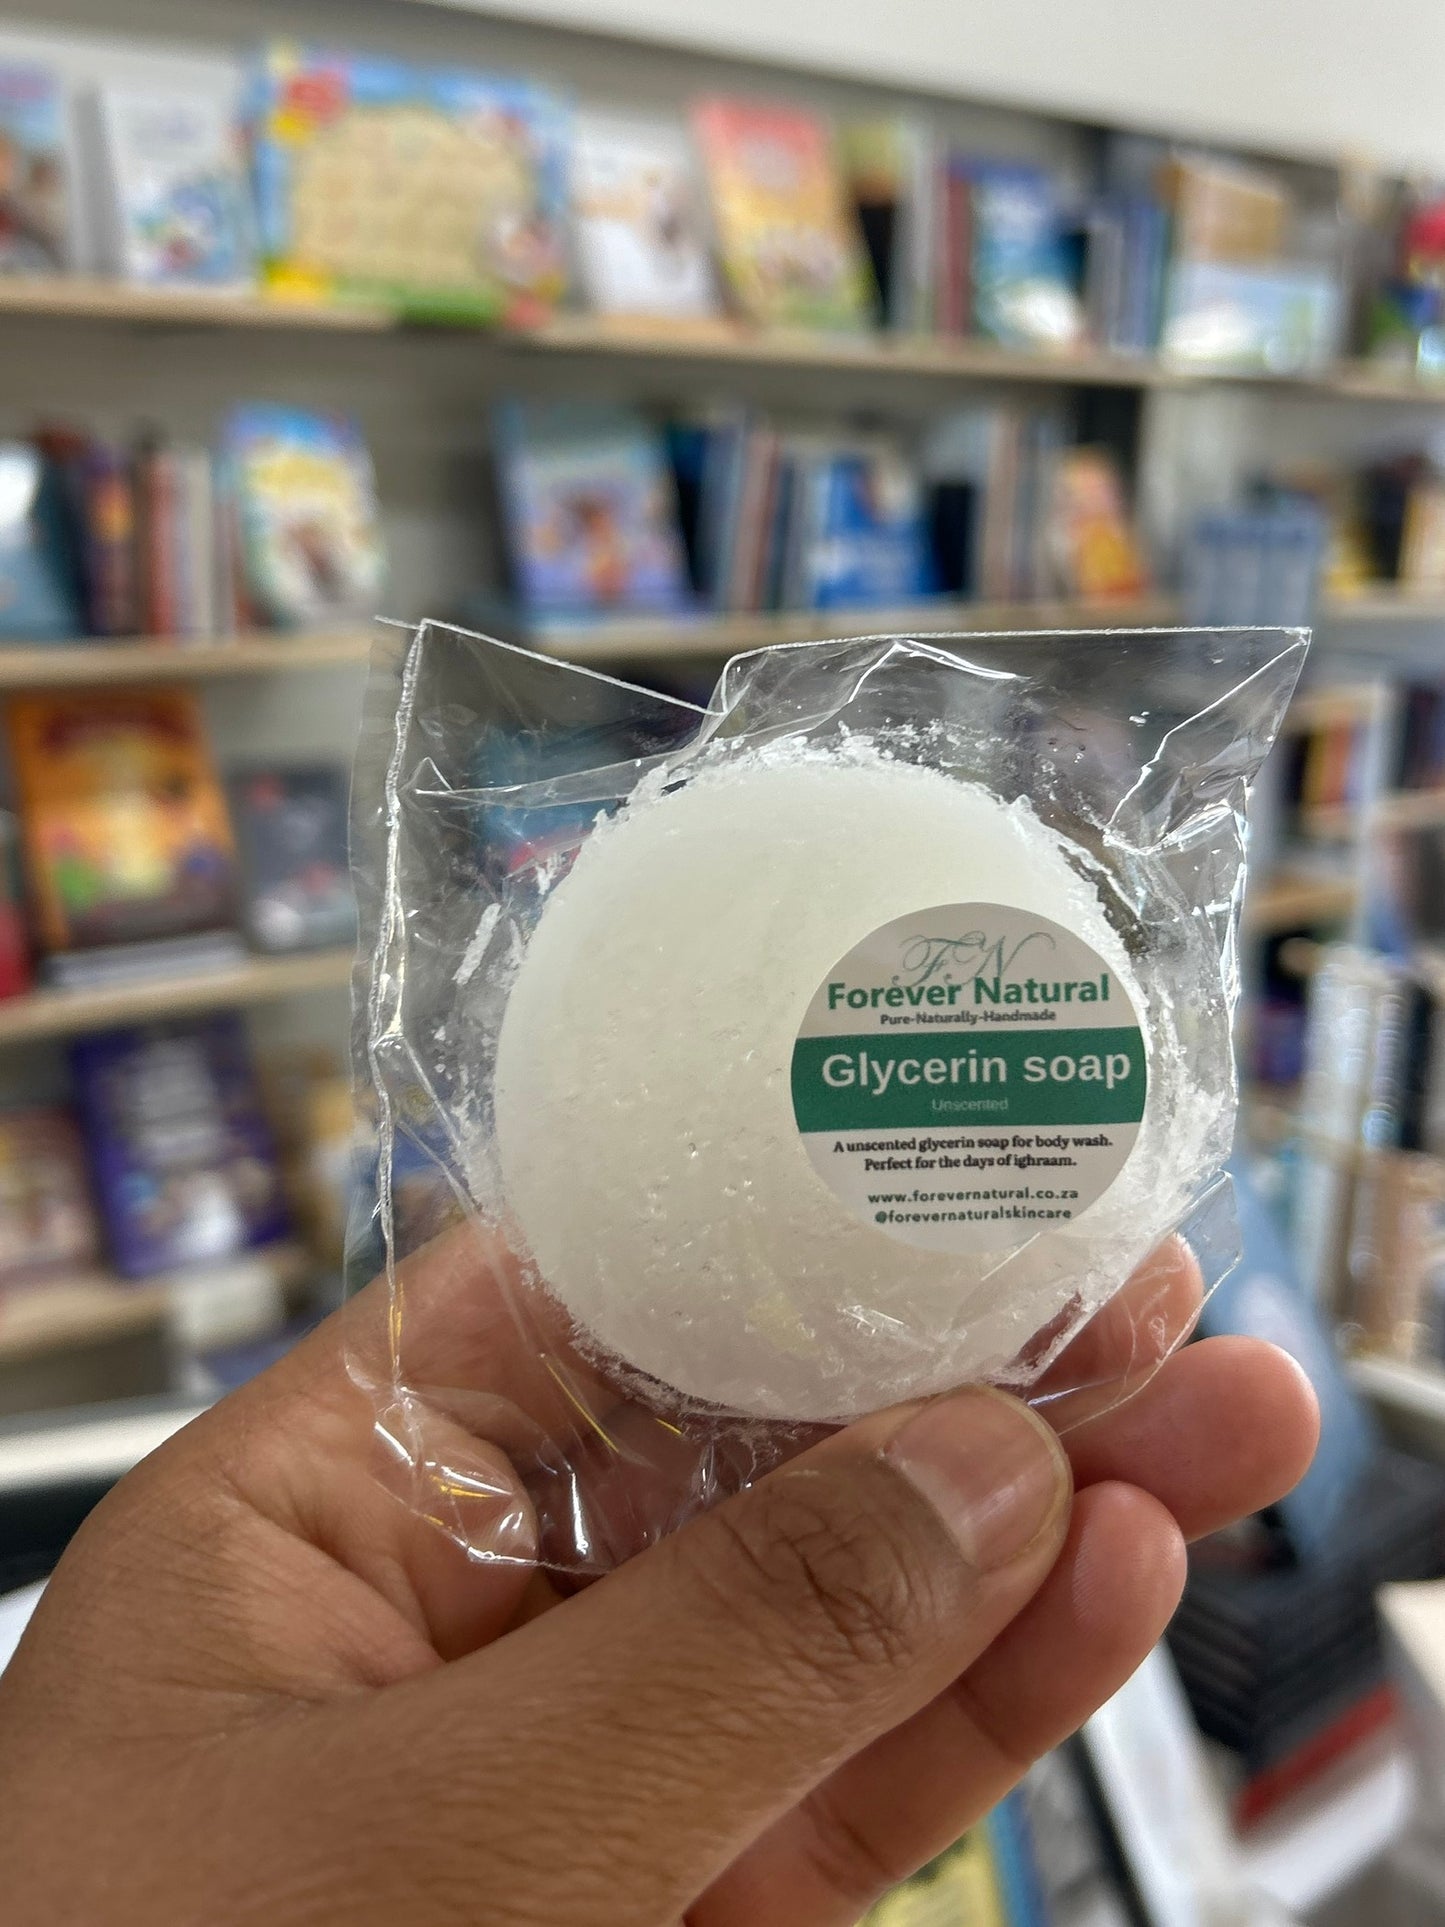 FN
Forever Natural
Pure-Naturally-Handmade
Glycerin soap
Unscented
A unscented glycerin soap for body wash.
Perfect for the days of ighraam.
www.forevernatural.co.za
@forevernaturalskincare